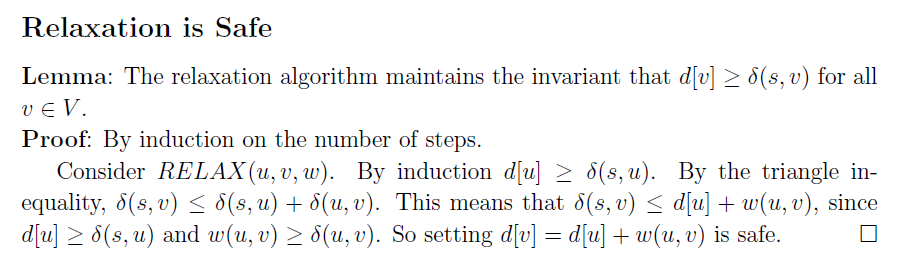 Relaxation is Safe
Lemma: The relaxation algorithm maintains the invariant that d[v] ≥ δ(s, v) for all
v ∈ V.
Proof: By induction on the number of steps.
Consider RELAX(u, v, w). By induction d[u] ≥ δ(s, u). By the triangle in-
equality, δ(s, v) ≤ δ(s, u) + δ(u, v). This means that δ(s, v) ≤ d[u] + w(u, v), since
d[u] ≥ δ(s, u) and w(u, v) ≥ δ(u, v). So setting d[v] = d[u] + w(u, v) is safe. □